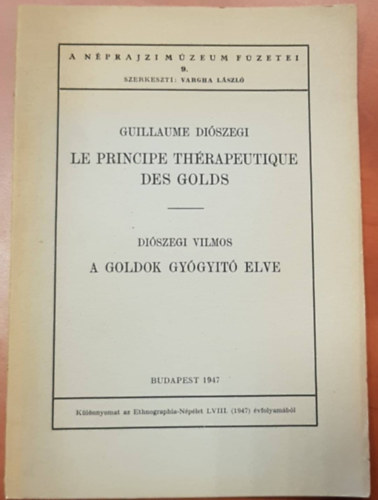 A NÉPRAJZI MÚZEUM FÜZETEI
9.
SZERKESZTI: VARGHA LÁSZLÓ
GUILLAUME DIÓSZEGI
LE PRINCIPE THÉRAPEUTIQUE
DES GOLDS
DIÓSZEGI VILMOS
A GOLDOK GYÓGYITÓ ELVE
BUDAPEST 1947
Különnyomat az Ethnographia-Népélet LVIII. (1947) évfolyamából